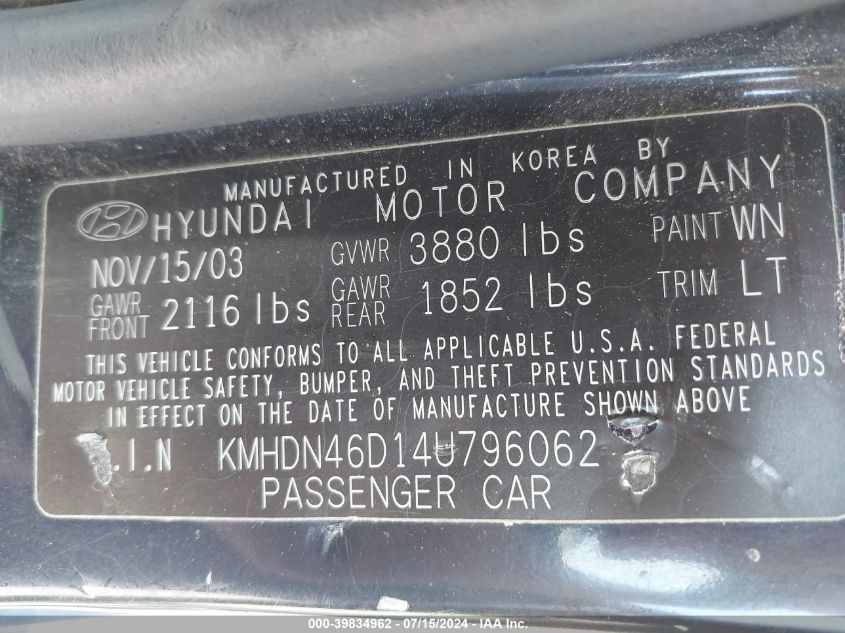 MANUFACTURED IN KOREA BY
HYUNDAI MOTOR COMPANY
NOV/15/03 GVWR 3880 lbs PAINT WN
GAWR FRONT 2116 lbs GAWR REAR 1852 lbs TRIM LT
THIS VEHICLE CONFORMS TO ALL APPLICABLE U.S.A. FEDERAL
MOTOR VEHICLE SAFETY, BUMPER, AND THEFT PREVENTION STANDARDS
IN EFFECT ON THE DATE OF MANUFACTURE SHOWN ABOVE
.I.N KMHDN46D14U796062
PASSENGER CAR
000-39834962 - 07/15/2024 - IAA Inc.